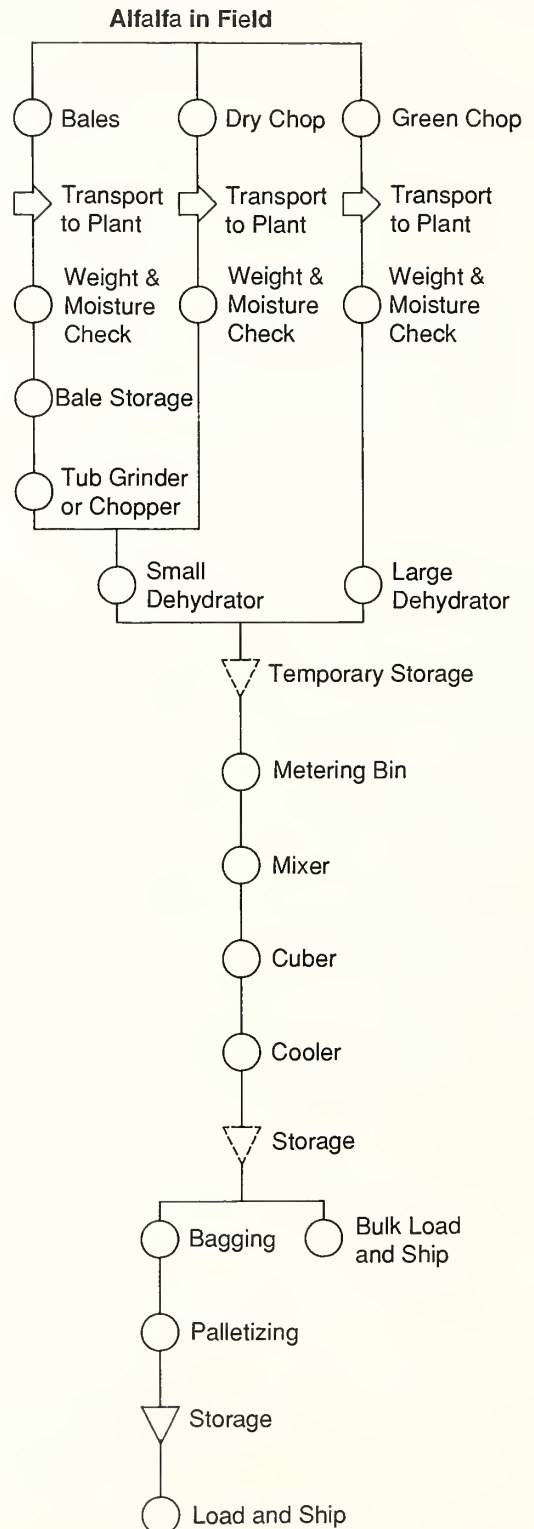 Alfalfa in Field
Bales
Dry Chop
Green Chop
Transport
to Plant
Transport
to Plant
Transport
to Plant
Weight &
Moisture
Check
Weight &
Moisture
Check
Weight &
Moisture
Check
Bale Storage
Tub Grinder
or Chopper
Small
Dehydrator
Large
Dehydrator
Temporary Storage
Metering Bin
Mixer
Cuber
Cooler
Storage
Bagging
Bulk Load
and Ship
Palletizing
Storage
Load and Ship